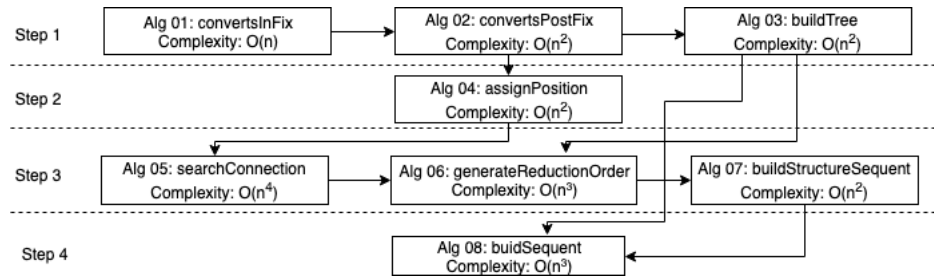 Step 1
Alg 01: convertsInFix
Complexity: O(n)
Alg 02: convertsPostFix
Complexity: O(n²)
Alg 03: buildTree
Complexity: O(n²)
Step 2
Alg 04: assignPosition
Complexity: O(n²)
Step 3
Alg 05: searchConnection
Complexity: O(n⁴)
Alg 06: generateReductionOrder
Complexity: O(n³)
Alg 07: buildStructureSequent
Complexity: O(n²)
Step 4
Alg 08: buidSequent
Complexity: O(n³)